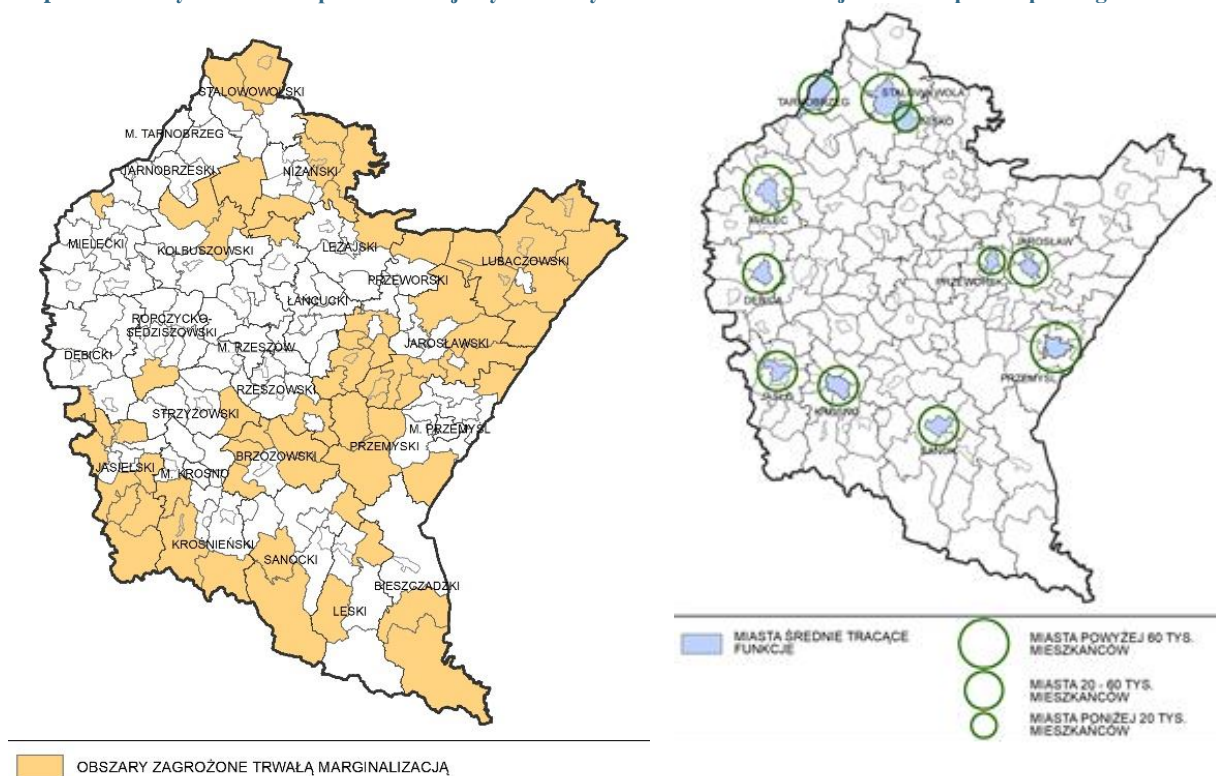 STALOWOWOLSKI
M. TARNOBRZEG
TARNOBRZESKI
NIŻAŃSKI
MIELECKI
KOLBUSZOWSKI
LEŻAJSKI
LUBACZOWSKI
PRZEWORSKI
ŁAŃCUCKI
ROPCZYCKO-
SĘDZISZOWSKI
M. RZESZÓW
JAROSŁAWSKI
DĘBICKI
RZESZOWSKI
STRZYŻOWSKI
M. PRZEMYŚL
PRZEMYSKI
BRZOZOWSKI
JASIELSKI
M. KROSNO
KROŚNIEŃSKI
SANOCKI
BIESZCZADZKI
LESKI
OBSZARY ZAGROŻONE TRWAŁĄ MARGINALIZACJĄ
TARNOBRZEG
STALOWA WOLA
NISKO
MIELEC
JAROSŁAW
PRZEWORSK
DĘBICA
PRZEMYŚL
JASŁO
KROSNO
SANOK
MIASTA ŚREDNIE TRACĄCE
FUNKCJE
MIASTA POWYŻEJ 60 TYS.
MIESZKAŃCÓW
MIASTA 20 - 60 TYS.
MIESZKAŃCÓW
MIASTA PONIŻEJ 20 TYS.
MIESZKAŃCÓW